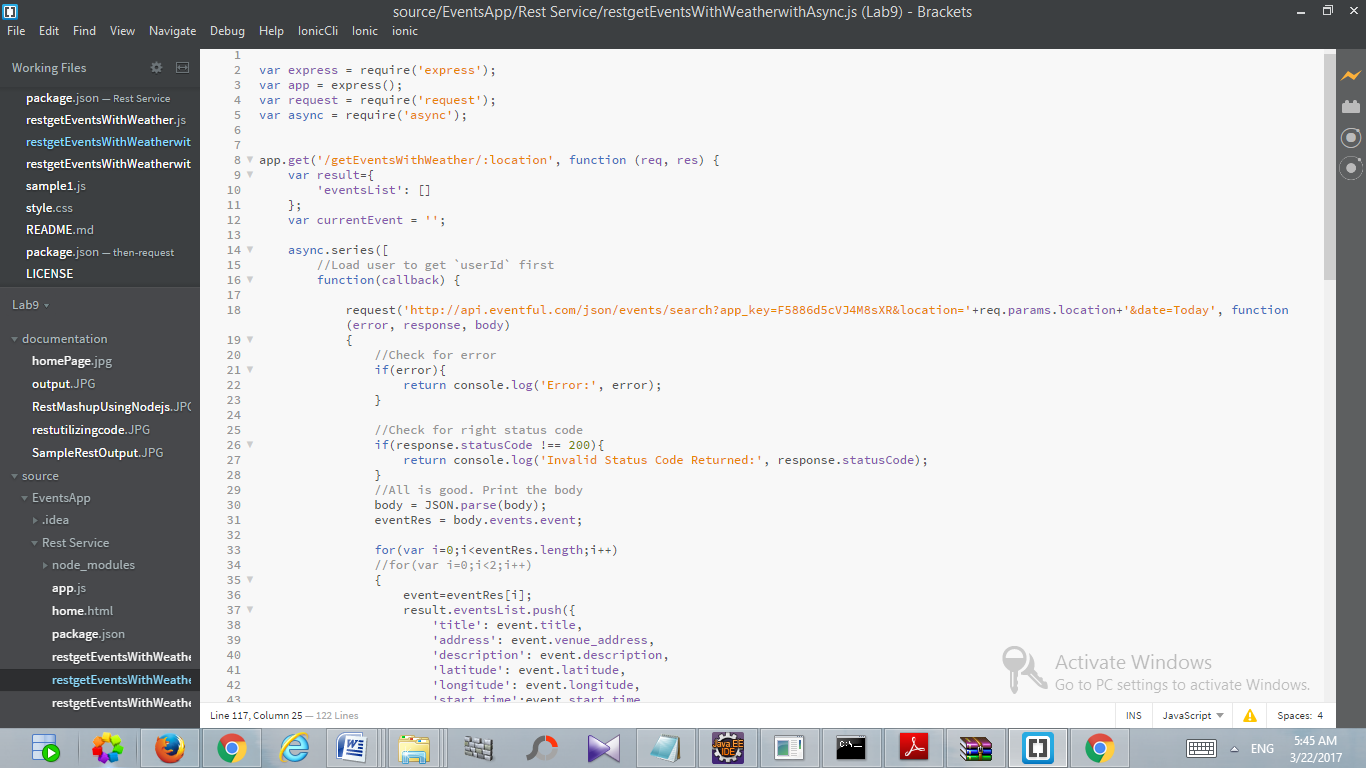 source/EventsApp/Rest Service/restgetEventsWithWeatherwithAsync.js (Lab9) - Brackets
File Edit Find View Navigate Debug Help IonicCli Ionic ionic
Working Files
package.json — Rest Service
restgetEventsWithWeather.js
restgetEventsWithWeatherwit
restgetEventsWithWeatherwit
sample1.js
style.css
README.md
package.json — then-request
LICENSE
Lab9
documentation
homePage.jpg
output.JPG
RestMashupUsingNodejs.JPG
restutilizingcode.JPG
SampleRestOutput.JPG
source
EventsApp
.idea
Rest Service
node_modules
app.js
home.html
package.json
restgetEventsWithWeathe
restgetEventsWithWeathe
restgetEventsWithWeathe
1
2 var express = require('express');
3 var app = express();
4 var request = require('request');
5 var async = require('async');
6
7
8 app.get('/getEventsWithWeather/:location', function (req, res) {
9 var result={
10 'eventsList': []
11 };
12 var currentEvent = '';
13
14 async.series([
15 //Load user to get `userId` first
16 function(callback) {
17
18 request('http://api.eventful.com/json/events/search?app_key=F5886d5cVJ4M8sXR&location='+req.params.location+'&date=Today', function
(error, response, body)
19 {
20 //Check for error
21 if(error){
22 return console.log('Error:', error);
23 }
24
25 //Check for right status code
26 if(response.statusCode !== 200){
27 return console.log('Invalid Status Code Returned:', response.statusCode);
28 }
29 //All is good. Print the body
30 body = JSON.parse(body);
31 eventRes = body.events.event;
32
33 for(var i=0;i<eventRes.length;i++)
34 //for(var i=0;i<2;i++)
35 {
36 event=eventRes[i];
37 result.eventsList.push({
38 'title': event.title,
39 'address': event.venue_address,
40 'description': event.description,
41 'latitude': event.latitude,
42 'longitude': event.longitude,
43 'start_time':event.start_time
Activate Windows
Go to PC settings to activate Windows.
Line 117, Column 25 — 122 Lines
INS JavaScript Spaces: 4
Java EE
IDE
C:\
ENG
5:45 AM
3/22/2017